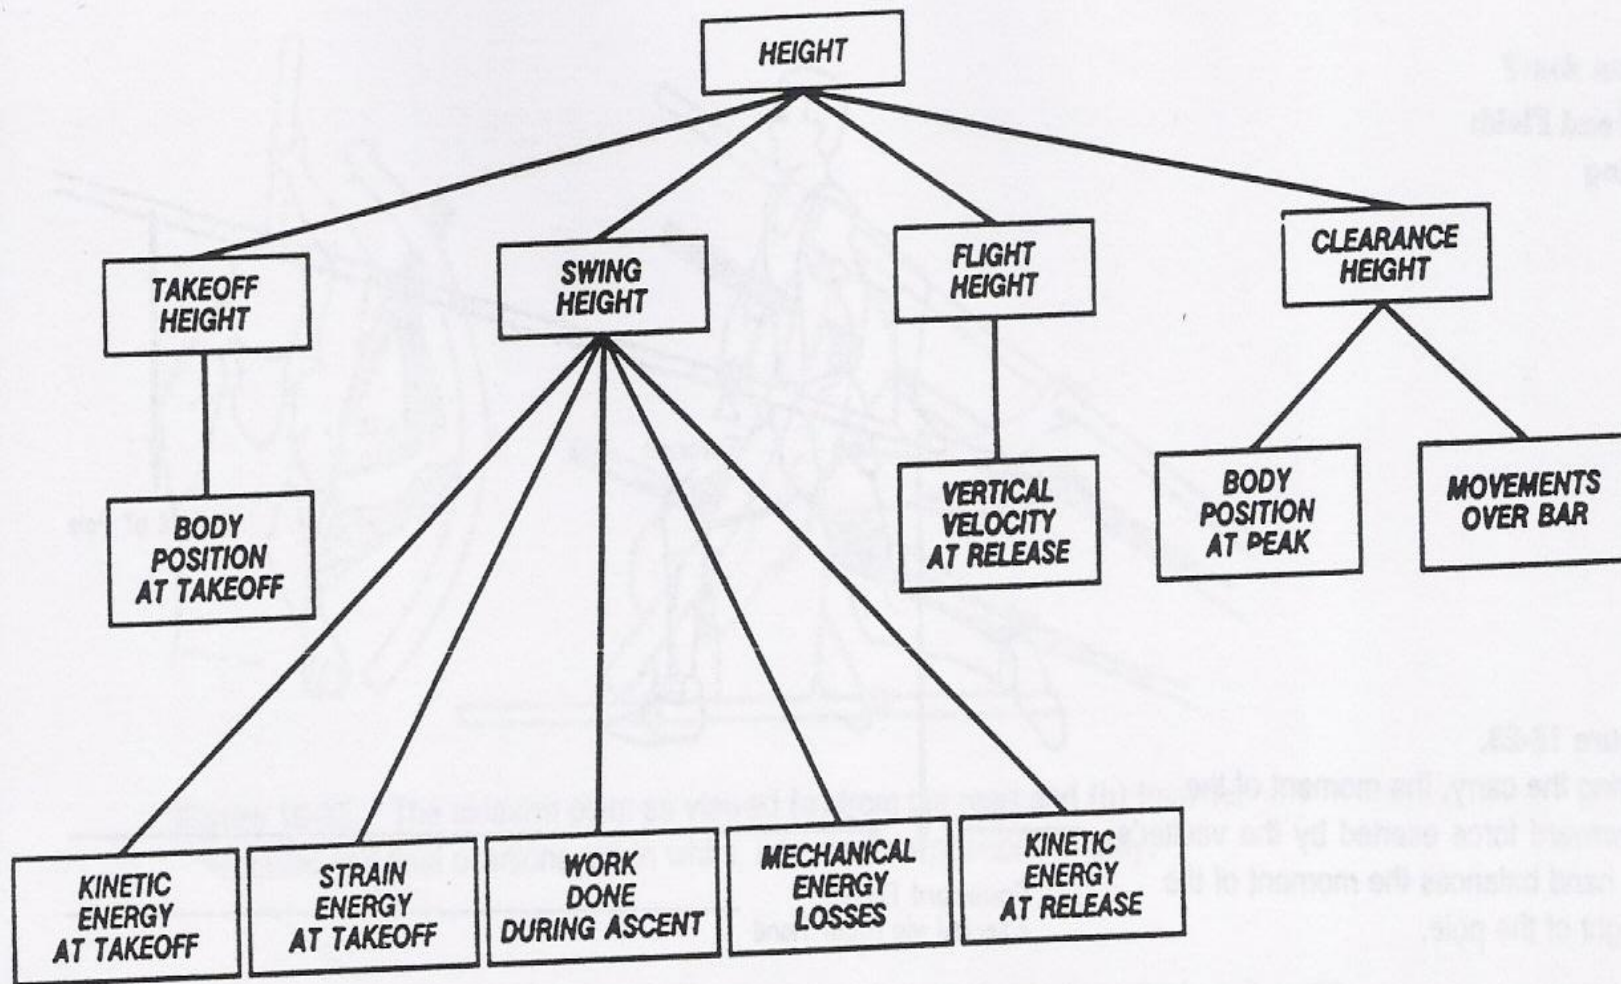 HEIGHT
TAKEOFF
HEIGHT
SWING
HEIGHT
FLIGHT
HEIGHT
CLEARANCE
HEIGHT
BODY
POSITION
AT TAKEOFF
VERTICAL
VELOCITY
AT RELEASE
BODY
POSITION
AT PEAK
MOVEMENTS
OVER BAR
KINETIC
ENERGY
AT TAKEOFF
STRAIN
ENERGY
AT TAKEOFF
WORK
DONE
DURING ASCENT
MECHANICAL
ENERGY
LOSSES
KINETIC
ENERGY
AT RELEASE